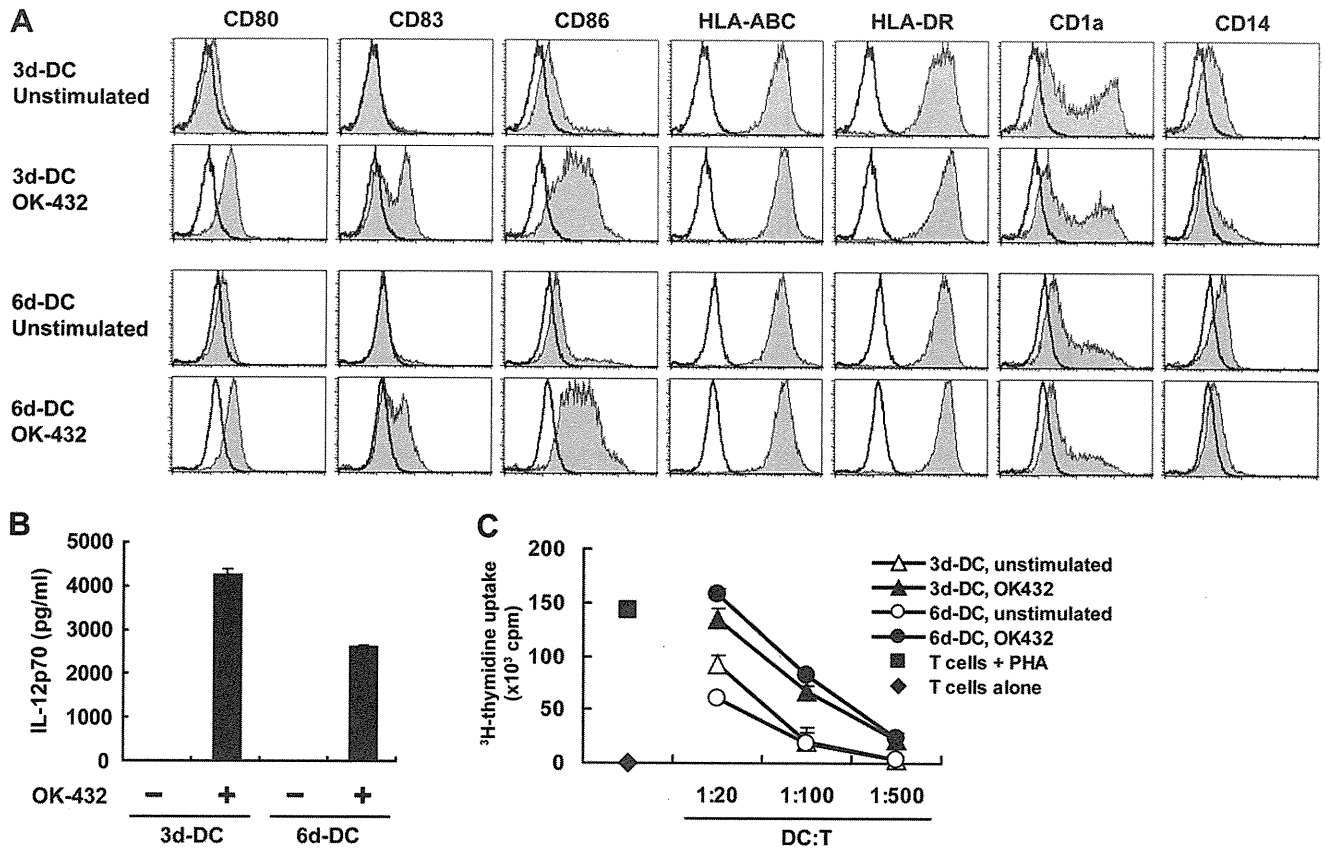 A
CD80 CD83 CD86 HLA-ABC HLA-DR CD1a CD14
3d-DC
Unstimulated
3d-DC
OK-432
6d-DC
Unstimulated
6d-DC
OK-432
B
IL-12p70 (pg/ml)
5000
4000
3000
2000
1000
0
OK-432 − + − +
3d-DC 6d-DC
C
³H-thymidine uptake
(x10³ cpm)
200
150
100
50
0
1:20 1:100 1:500
DC:T
3d-DC, unstimulated
3d-DC, OK432
6d-DC, unstimulated
6d-DC, OK432
T cells + PHA
T cells alone